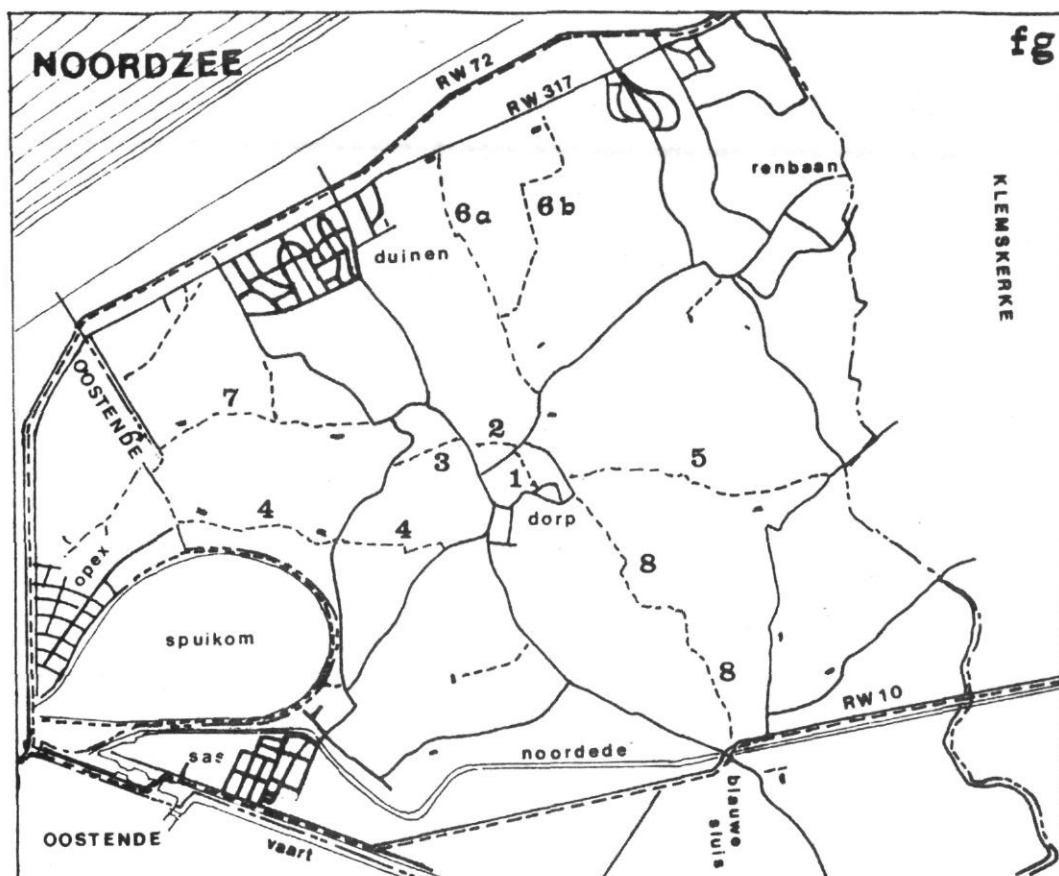 NOORDZEE
fg
RW 72
RW 317
renbaan
KLEMSKERKE
6a
6b
duinen
OOSTENDE
7
2
3
1
5
4
4
dorp
opex
8
spuikom
8
RW 10
noordede
sas
blauwe
sluis
OOSTENDE
vaart